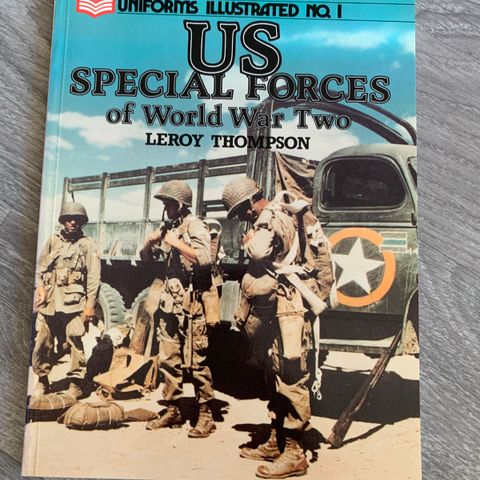 UNIFORMS ILLUSTRATED NO. 1
US
SPECIAL FORCES
of World War Two
LEROY THOMPSON